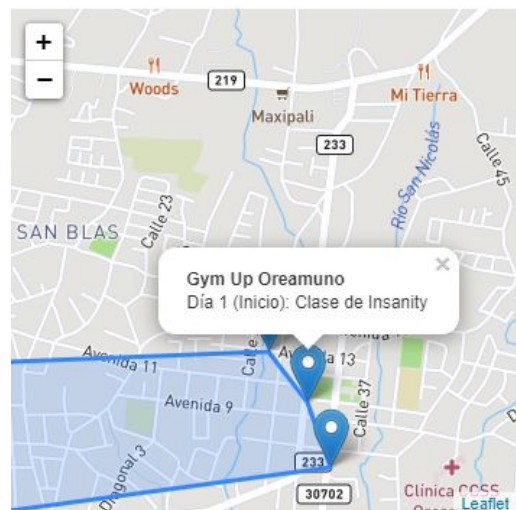 +
−
219
Woods
Mi Tierra
Maxipali
233
Río San Nicolás
Calle 45
Calle 23
SAN BLAS
×
Gym Up Oreamuno
Día 1 (Inicio): Clase de Insanity
Calle
Avenida 11
Avenida 13
Avenida 9
Calle 37
Diagonal 3
233
30702
Clínica CCSS
Leaflet